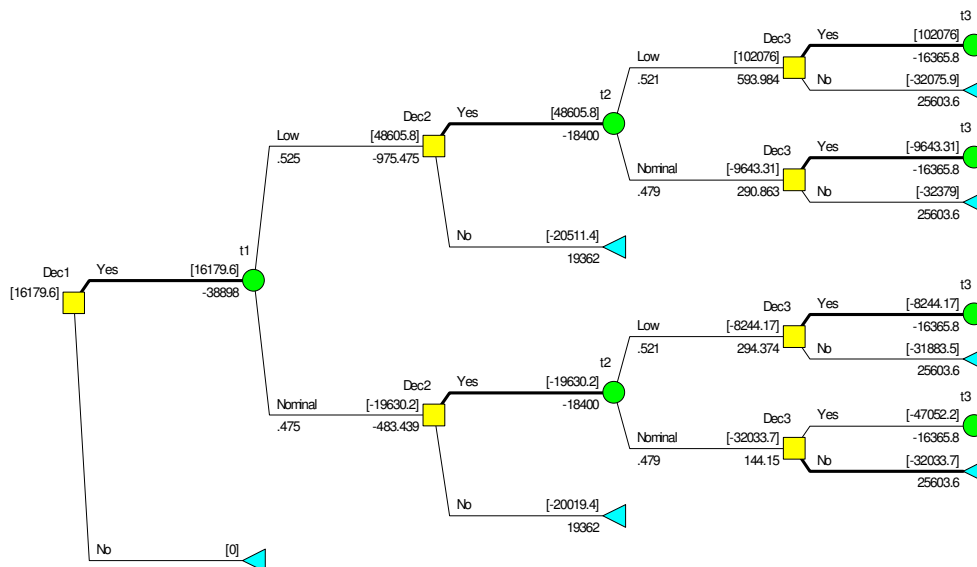 t3
Yes [102076]
Dec3
-16365.8
Low [102076]
No [-32075.9]
.521 593.984
25603.6
t2
Yes [48605.8]
Dec2
-18400
t3
Yes [-9643.31]
Dec3
-16365.8
Low [48605.8]
.525 -975.475
Nominal [-9643.31]
No [-32379]
.479 290.863
25603.6
No [-20511.4]
19362
t1
Yes [16179.6]
Dec1
[16179.6]
-38898
t3
Yes [-8244.17]
Dec3
-16365.8
Low [-8244.17]
No [-31883.5]
.521 294.374
25603.6
t2
Yes [-19630.2]
Dec2
-18400
t3
Yes [-47052.2]
Dec3
-16365.8
Nominal [-19630.2]
.475 -483.439
Nominal [-32033.7]
No [-32033.7]
.479 144.15
25603.6
No [-20019.4]
19362
No [0]